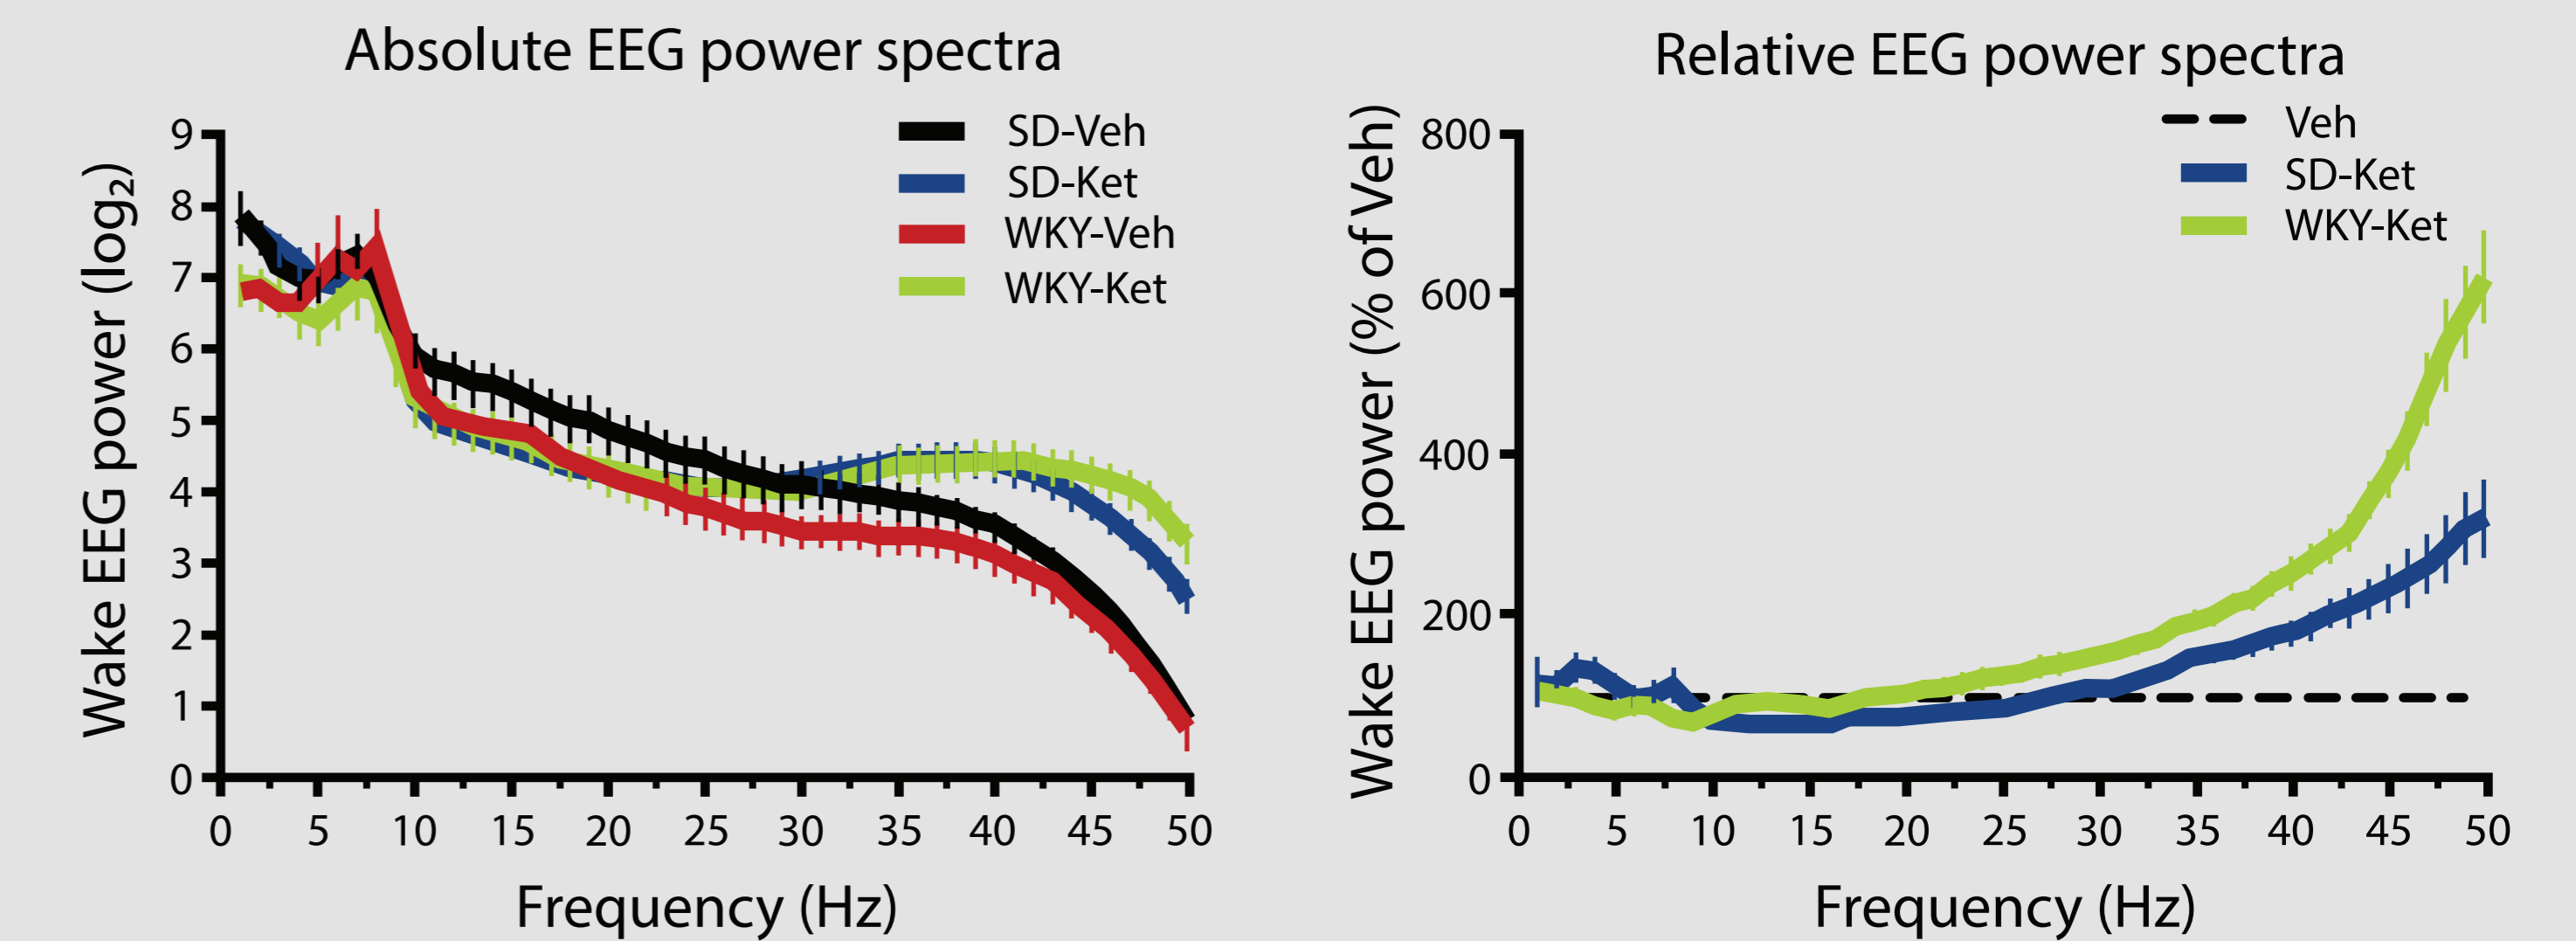 Absolute EEG power spectra
Wake EEG power (log₂)
9
8
7
6
5
4
3
2
1
0
SD-Veh
SD-Ket
WKY-Veh
WKY-Ket
0 5 10 15 20 25 30 35 40 45 50
Frequency (Hz)
Relative EEG power spectra
Wake EEG power (% of Veh)
800
600
400
200
0
Veh
SD-Ket
WKY-Ket
0 5 10 15 20 25 30 35 40 45 50
Frequency (Hz)